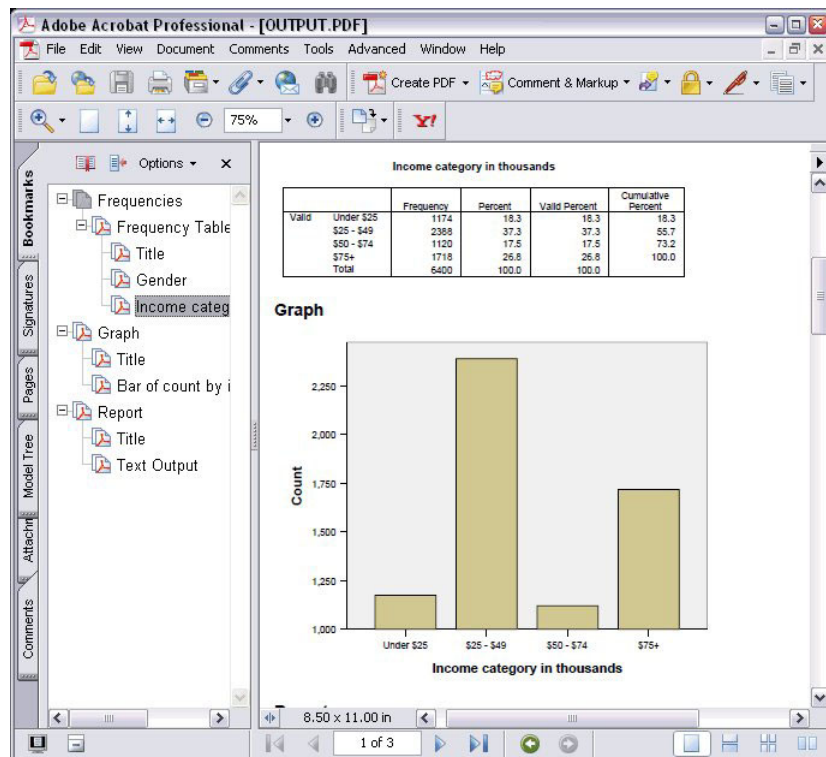 Adobe Acrobat Professional - [OUTPUT.PDF]
File Edit View Document Comments Tools Advanced Window Help
Create PDF Comment & Markup
75% Y!
Options x
Bookmarks
Signatures
Pages
Model Tree
Attachm
Comments
Frequencies
Frequency Table
Title
Gender
Income categ
Graph
Title
Bar of count by i
Report
Title
Text Output
Income category in thousands
Frequency Percent Valid Percent Cumulative Percent
Valid Under $25 1174 18.3 18.3 18.3
$25 - $49 2388 37.3 37.3 55.7
$50 - $74 1120 17.5 17.5 73.2
$75+ 1718 26.8 26.8 100.0
Total 6400 100.0 100.0
Graph
2,250
2,000
1,750
1,500
1,250
1,000
Count
Under $25 $25 - $49 $50 - $74 $75+
Income category in thousands
8.50 x 11.00 in
1 of 3